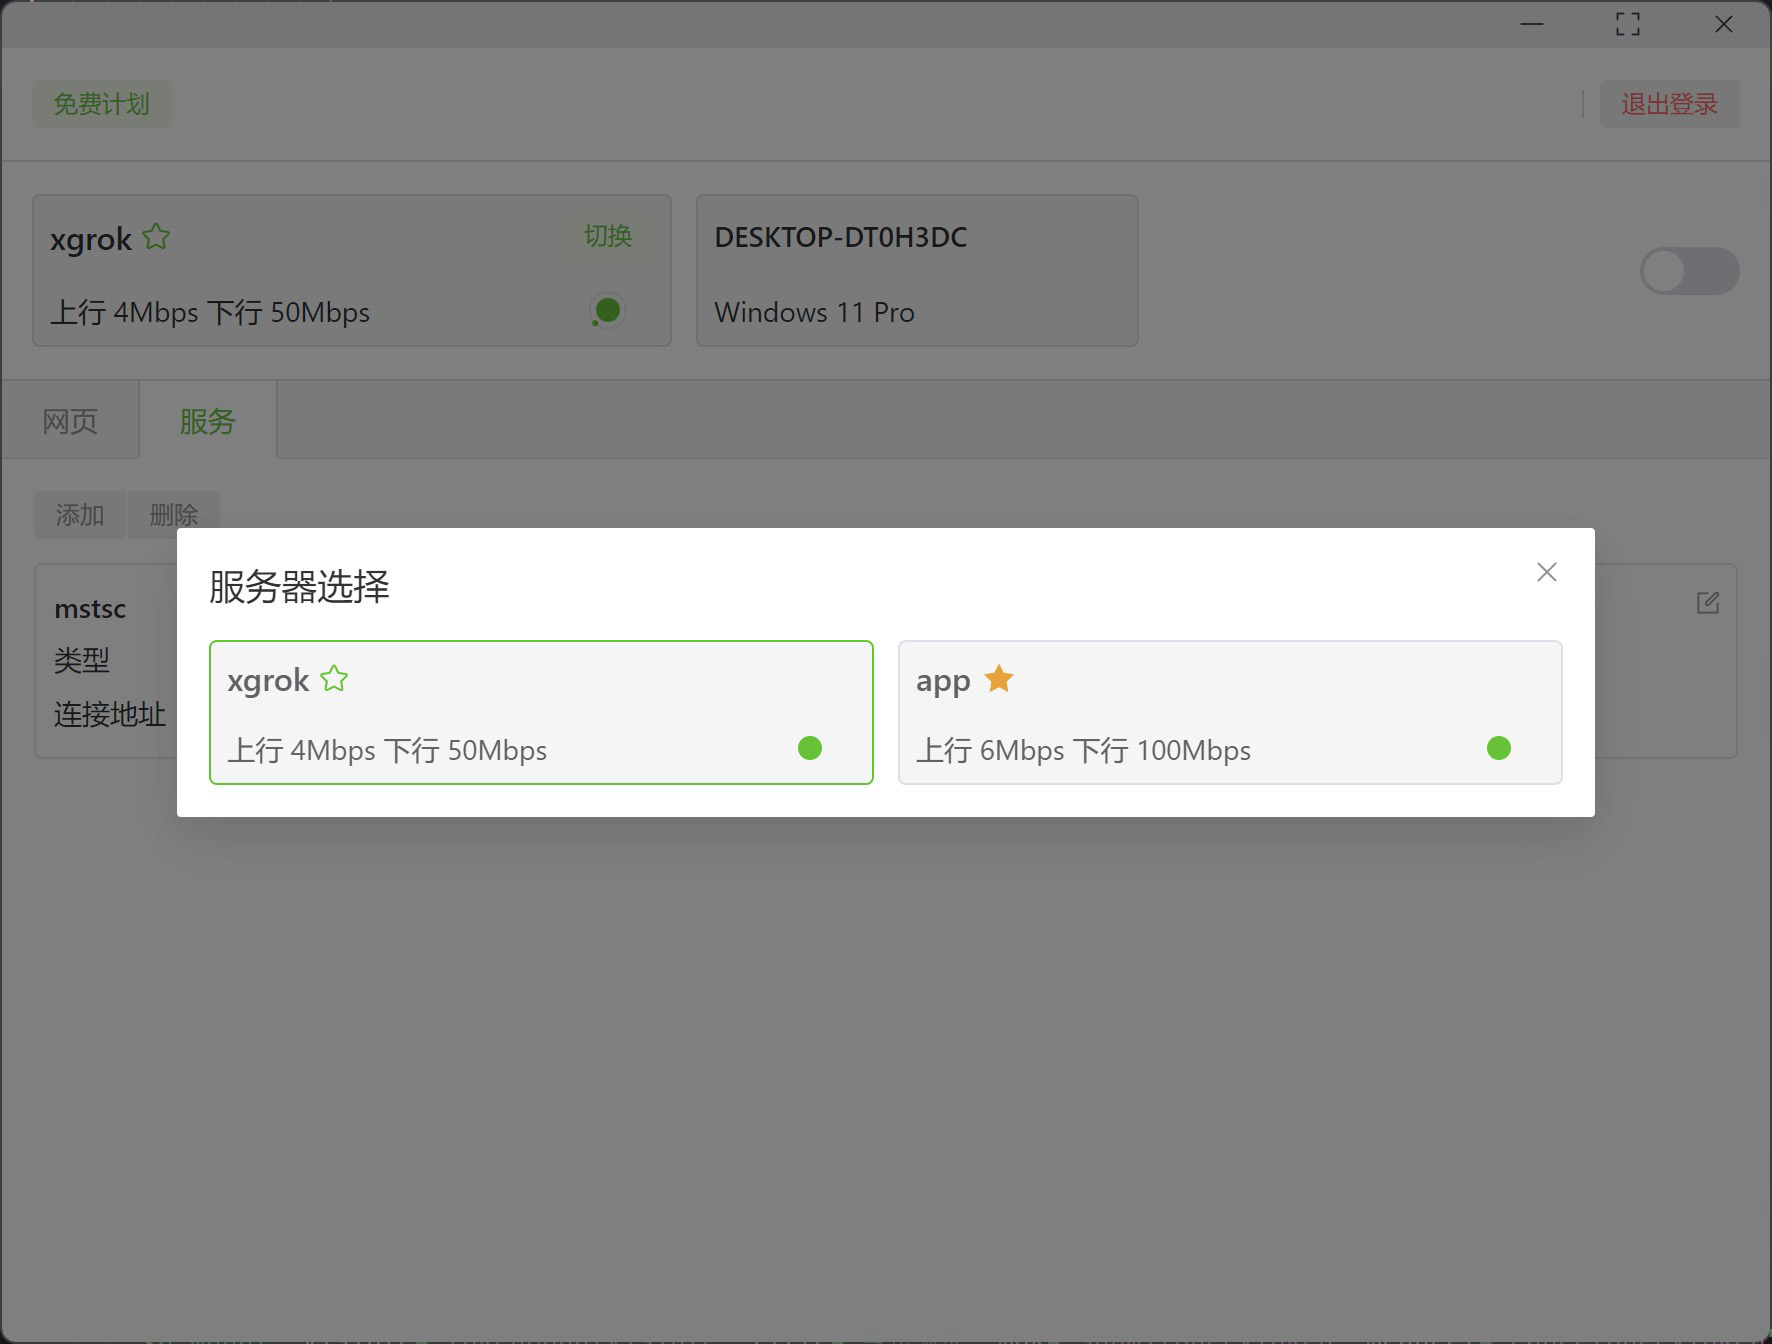 免费计划
退出登录
xgrok
切换
上行 4Mbps 下行 50Mbps
DESKTOP-DT0H3DC
Windows 11 Pro
网页
服务
添加
删除
mstsc
类型
连接地址
服务器选择
xgrok
上行 4Mbps 下行 50Mbps
app
上行 6Mbps 下行 100Mbps